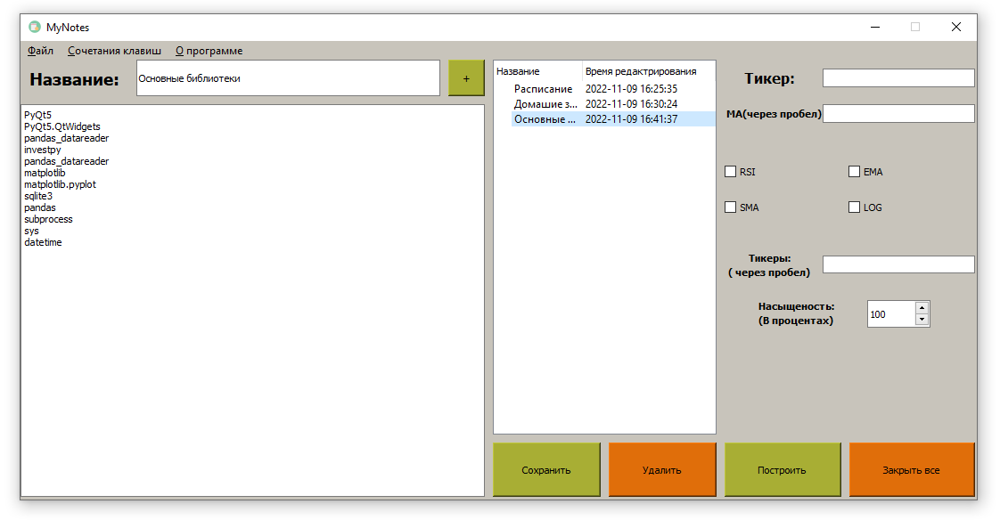 MyNotes
Файл Сочетания клавиш О программе
Название:
Основные библиотеки
+
PyQt5
PyQt5.QtWidgets
pandas_datareader
investpy
pandas_datareader
matplotlib
matplotlib.pyplot
sqlite3
pandas
subprocess
sys
datetime
Название Время редактрирования
Расписание 2022-11-09 16:25:35
Домашие з... 2022-11-09 16:30:24
Основные ... 2022-11-09 16:41:37
Сохранить
Удалить
Тикер:
MA(через пробел)
RSI
EMA
SMA
LOG
Тикеры:
( через пробел)
Насыщеность:
(В процентах)
100
Построить
Закрыть все